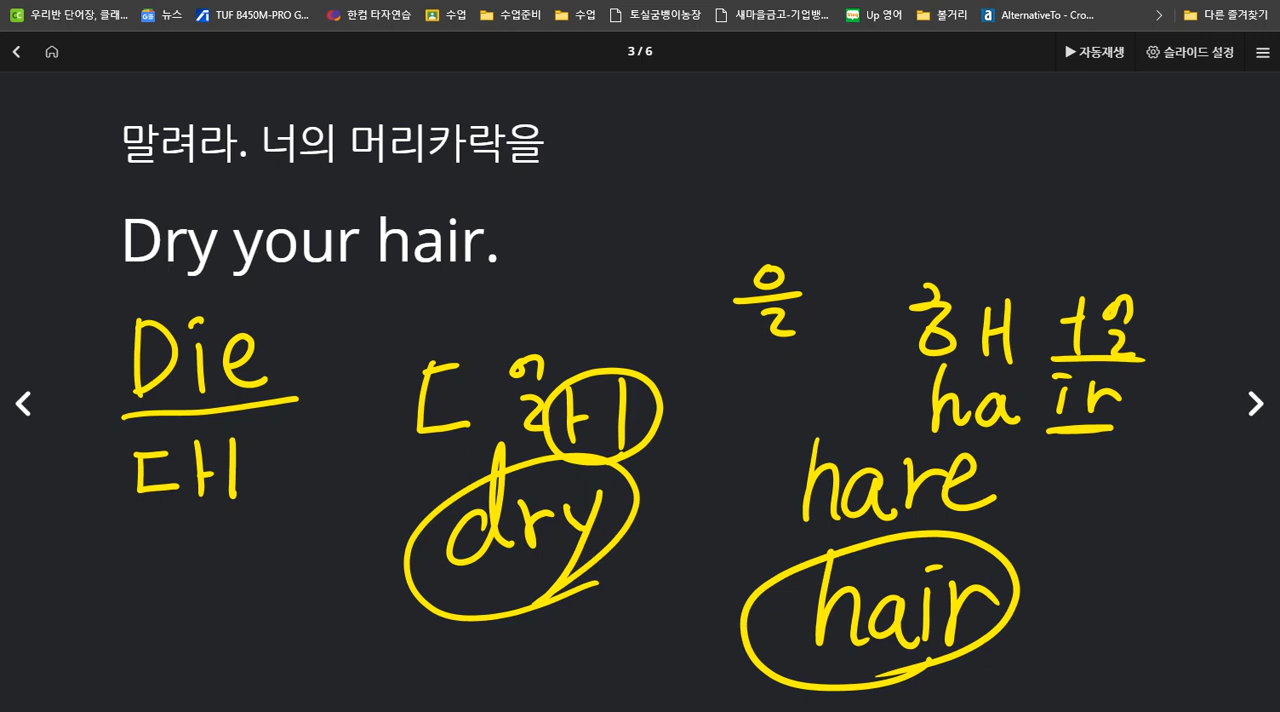 우리반 단어장, 클래... 뉴스 TUF B450M-PRO G... 한컴 타자연습 수업 수업준비 수업 토실굼벵이농장 새마을금고-기업뱅... Up 영어 볼거리 AlternativeTo - Cro... 다른 즐겨찾기
3 / 6 자동재생 슬라이드 설정
말려라. 너의 머리카락을
Dry your hair.
을
Die
해
ha ir
hare
dry
hair